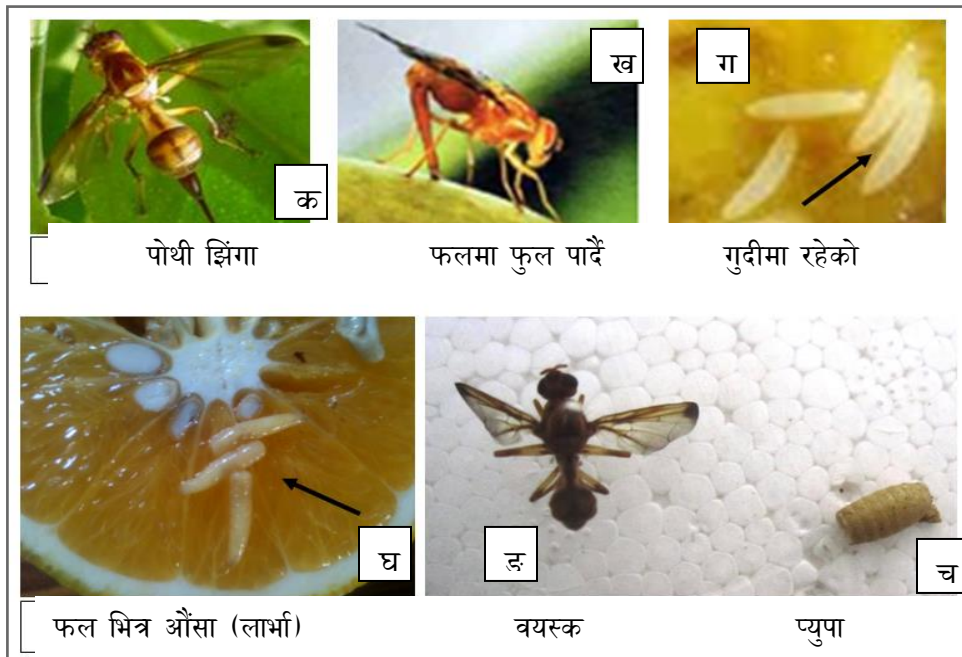 क
ख
ग
पोथी झिंगा
फलमा फुल पार्दै
गुदीमा रहेको
घ
ङ
च
फल भित्र औंसा (लार्भा)
वयस्क
प्युपा